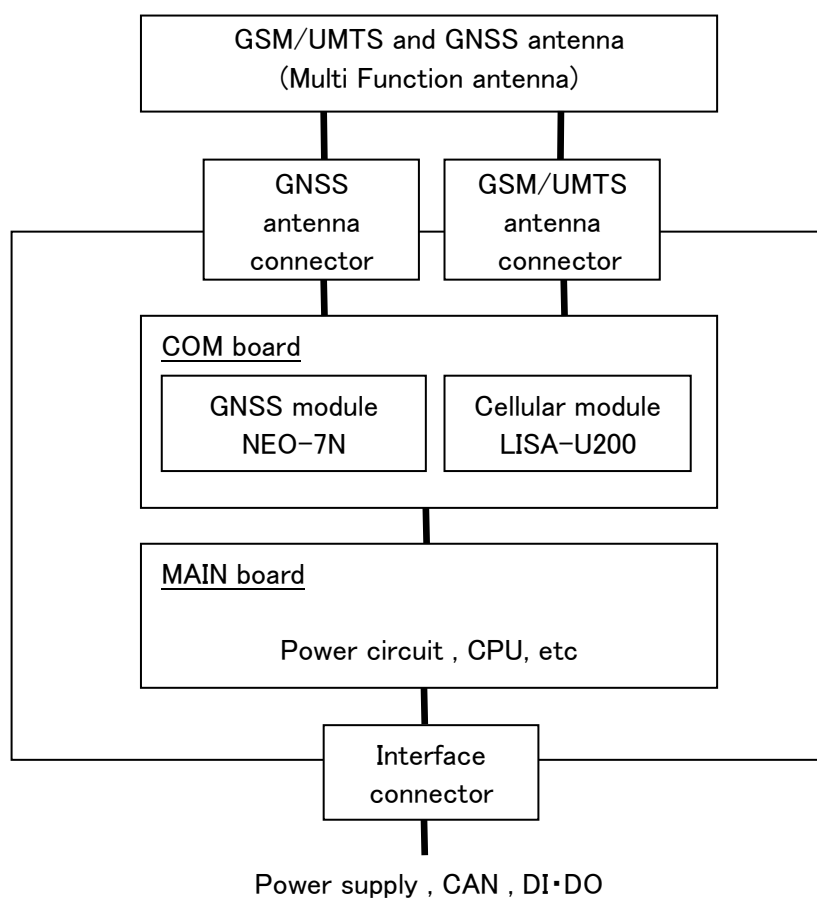 GSM/UMTS and GNSS antenna
(Multi Function antenna)
GNSS
antenna
connector
GSM/UMTS
antenna
connector
COM board
GNSS module
NEO-7N
Cellular module
LISA-U200
MAIN board
Power circuit , CPU, etc
Interface
connector
Power supply , CAN , DI・DO